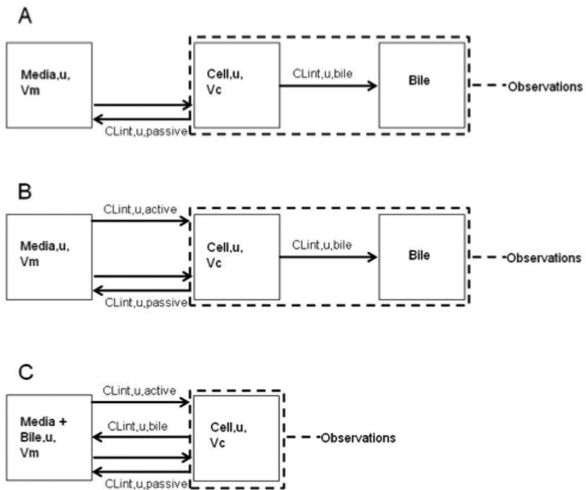 A
Media,u,
Vm
CLint,u,passive
Cell,u,
Vc
CLint,u,bile
Bile
Observations
B
CLint,u,active
Media,u,
Vm
CLint,u,passive
Cell,u,
Vc
CLint,u,bile
Bile
Observations
C
CLint,u,active
Media +
Bile,u,
Vm
CLint,u,bile
CLint,u,passive
Cell,u,
Vc
Observations